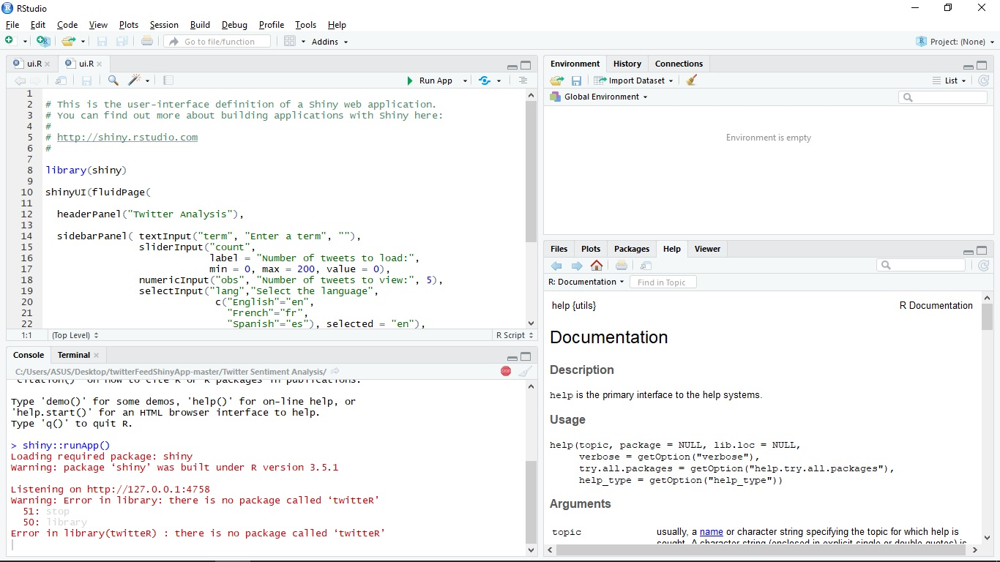 RStudio
File Edit Code View Plots Session Build Debug Profile Tools Help
Go to file/function Addins Project: (None)
ui.R ui.R
Run App
1
2 # This is the user-interface definition of a Shiny web application.
3 # You can find out more about building applications with Shiny here:
4 #
5 # http://shiny.rstudio.com
6 #
7
8 library(shiny)
9
10 shinyUI(fluidPage(
11
12 headerPanel("Twitter Analysis"),
13
14 sidebarPanel( textInput("term", "Enter a term", ""),
15 sliderInput("count",
16 label = "Number of tweets to load:",
17 min = 0, max = 200, value = 0),
18 numericInput("obs", "Number of tweets to view:", 5),
19 selectInput("lang","Select the language",
20 c("English"="en",
21 "French"="fr",
22 "Spanish"="es"), selected = "en"),
1:1 (Top Level) R Script
Console Terminal
C:/Users/ASUS/Desktop/twitterFeedShinyApp-master/Twitter Sentiment Analysis/
STOP
'citation()' on how to cite R or R packages in publications.
Type 'demo()' for some demos, 'help()' for on-line help, or
'help.start()' for an HTML browser interface to help.
Type 'q()' to quit R.
> shiny::runApp()
Loading required package: shiny
Warning: package ‘shiny’ was built under R version 3.5.1
Listening on http://127.0.0.1:4758
Warning: Error in library: there is no package called ‘twitteR’
51: stop
50: library
Error in library(twitteR) : there is no package called ‘twitteR’
Environment History Connections
Import Dataset List
Global Environment
Environment is empty
Files Plots Packages Help Viewer
R: Documentation Find in Topic
help {utils} R Documentation
Documentation
Description
help is the primary interface to the help systems.
Usage
help(topic, package = NULL, lib.loc = NULL,
verbose = getOption("verbose"),
try.all.packages = getOption("help.try.all.packages"),
help_type = getOption("help_type"))
Arguments
topic usually, a name or character string specifying the topic for which help is
sought. A character string (enclosed in explicit single or double quotes) is